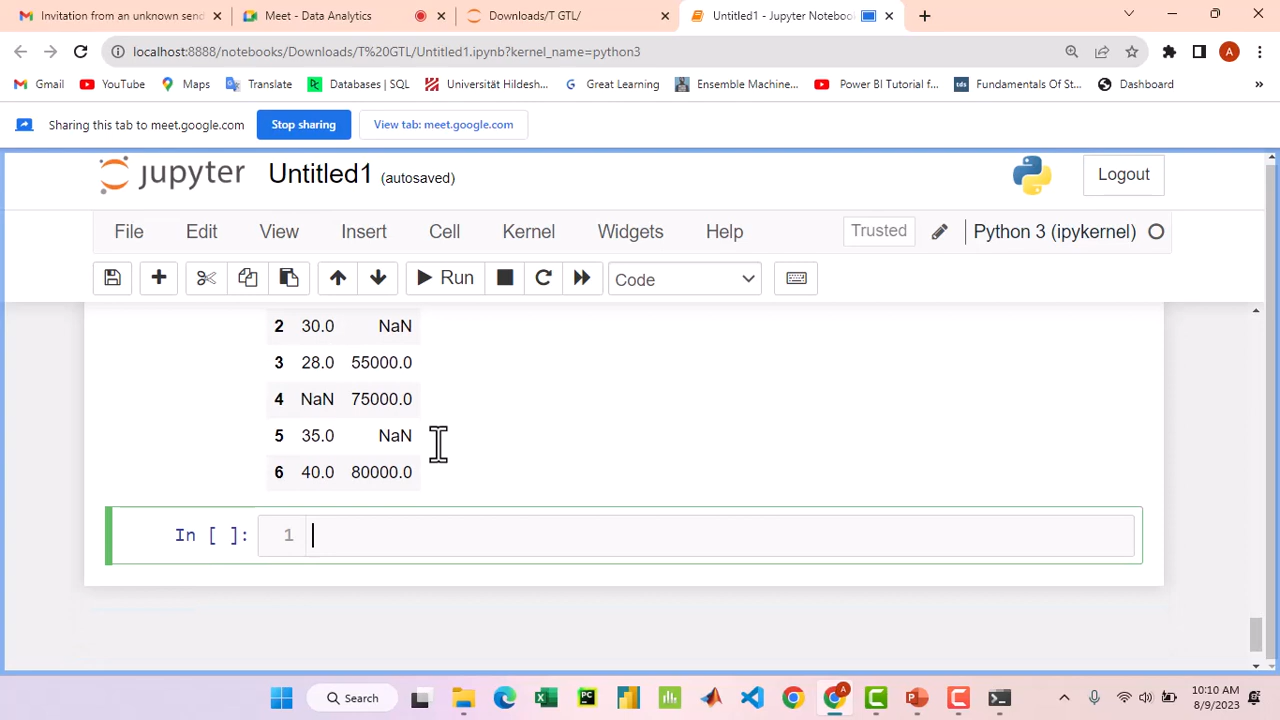 Invitation from an unknown send
Meet - Data Analytics
Downloads/T GTL/
Untitled1 - Jupyter Noteboo
localhost:8888/notebooks/Downloads/T%20GTL/Untitled1.ipynb?kernel_name=python3
A
Gmail
YouTube
Maps
Translate
Databases | SQL
Universität Hildesh...
Great Learning
Ensemble Machine...
Power BI Tutorial f...
Fundamentals Of St...
Dashboard
»
Sharing this tab to meet.google.com
Stop sharing
View tab: meet.google.com
jupyter Untitled1 (autosaved)
Logout
File Edit View Insert Cell Kernel Widgets Help
Trusted
Python 3 (ipykernel)
Run
Code
2 30.0 NaN
3 28.0 55000.0
4 NaN 75000.0
5 35.0 NaN
6 40.0 80000.0
In [ ]: 1
Search
10:10 AM
8/9/2023